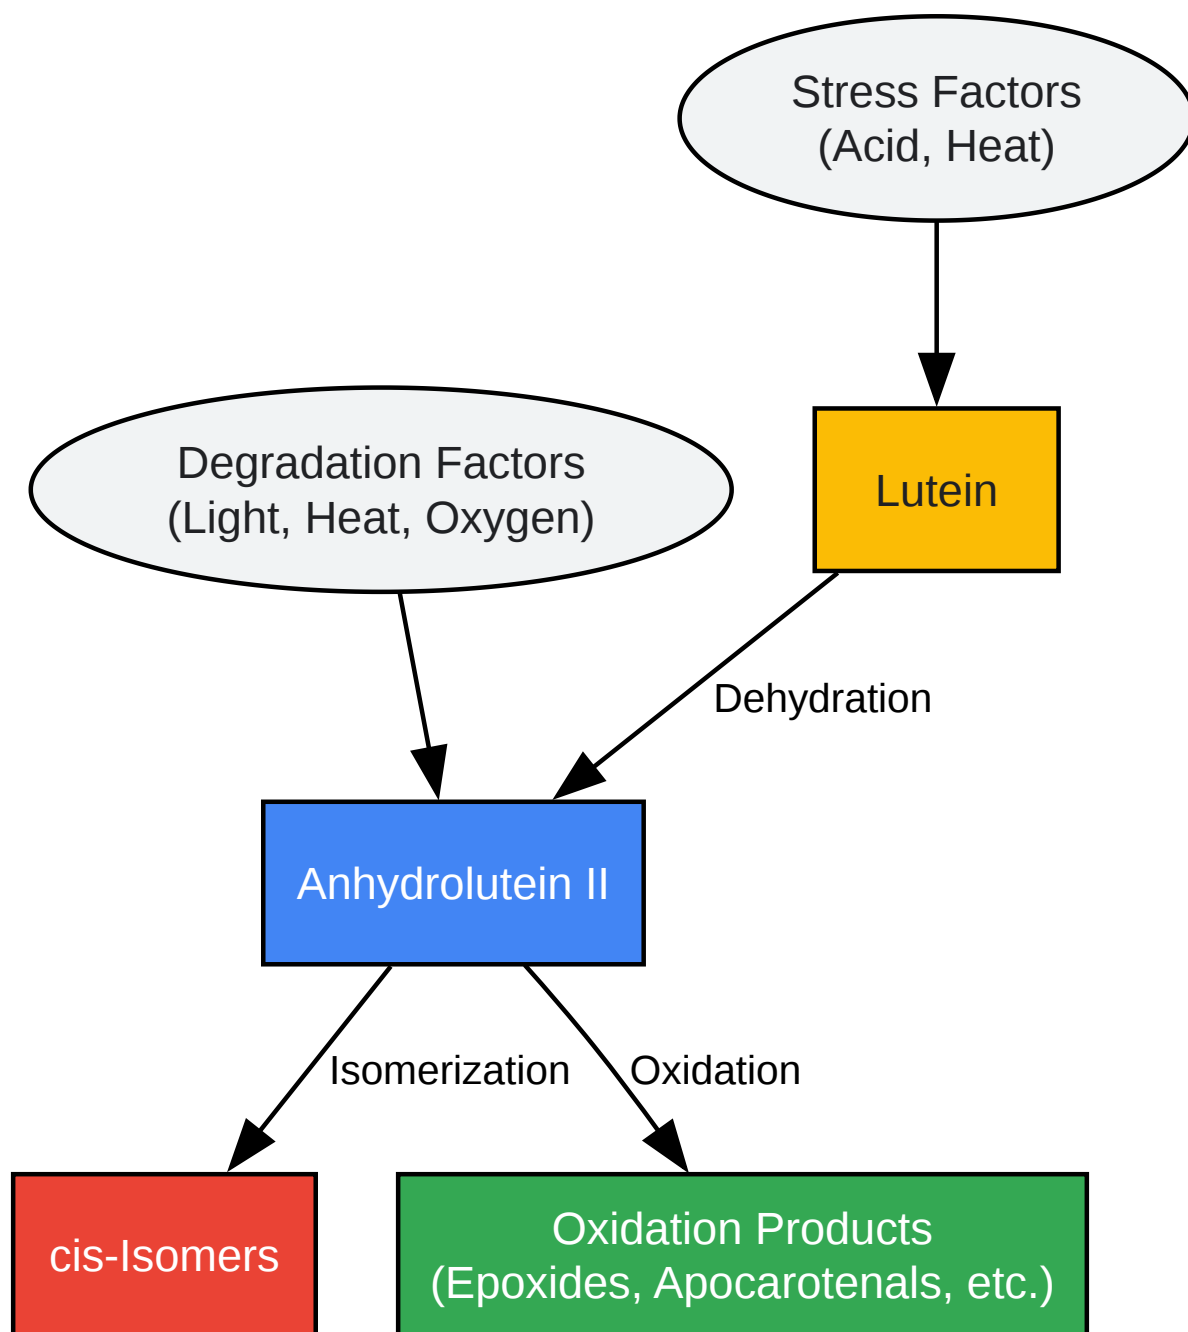 Stress Factors
(Acid, Heat)
Degradation Factors
(Light, Heat, Oxygen)
Lutein
Dehydration
Anhydrolutein II
Isomerization
Oxidation
cis-Isomers
Oxidation Products
(Epoxides, Apocarotenals, etc.)